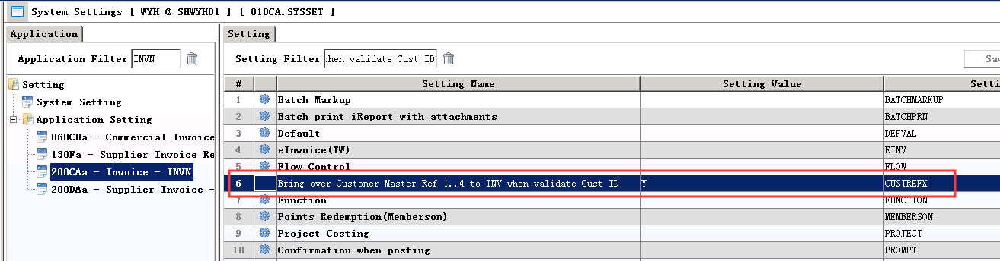 System Settings [ WYH @ SHWYH01 ] [ 010CA.SYSSET ]
Application
Application Filter INVN
Setting
System Setting
Application Setting
060CHa - Commercial Invoice
130Fa - Supplier Invoice Re
200CAa - Invoice - INVN
200DAa - Supplier Invoice -
Setting
Setting Filter when validate Cust ID
Sa
# Setting Name Setting Value Setti
1 Batch Markup BATCHMARKUP
2 Batch print iReport with attachments BATCHPRN
3 Default DEFVAL
4 eInvoice(TW) EINV
5 Flow Control FLOW
6 Bring over Customer Master Ref 1..4 to INV when validate Cust ID Y CUSTREFX
7 Function FUNCTION
8 Points Redemption(Memberson) MEMBERSON
9 Project Costing PROJECT
10 Confirmation when posting PROMPT